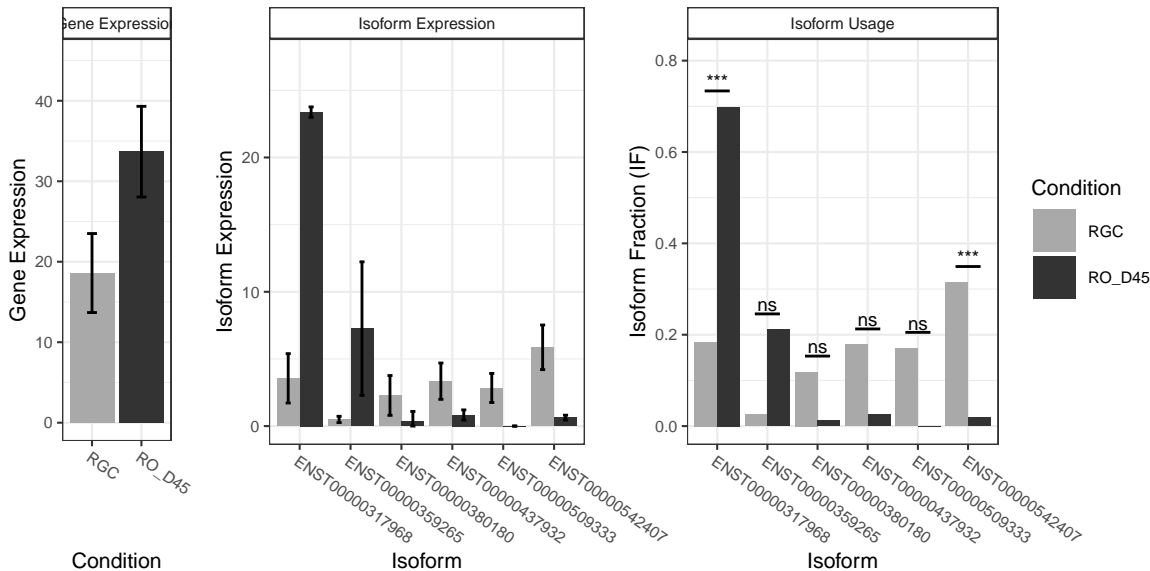 Gene Expression
Gene Expression
0
10
20
30
40
RGC
RO_D45
Condition
Isoform Expression
Isoform Expression
0
10
20
ENST00000317968
ENST00000359265
ENST00000380180
ENST00000437932
ENST00000509333
ENST00000542407
Isoform
Isoform Usage
Isoform Fraction (IF)
0.0
0.2
0.4
0.6
0.8
***
ns
ns
ns
ns
***
ENST00000317968
ENST00000359265
ENST00000380180
ENST00000437932
ENST00000509333
ENST00000542407
Isoform
Condition
RGC
RO_D45